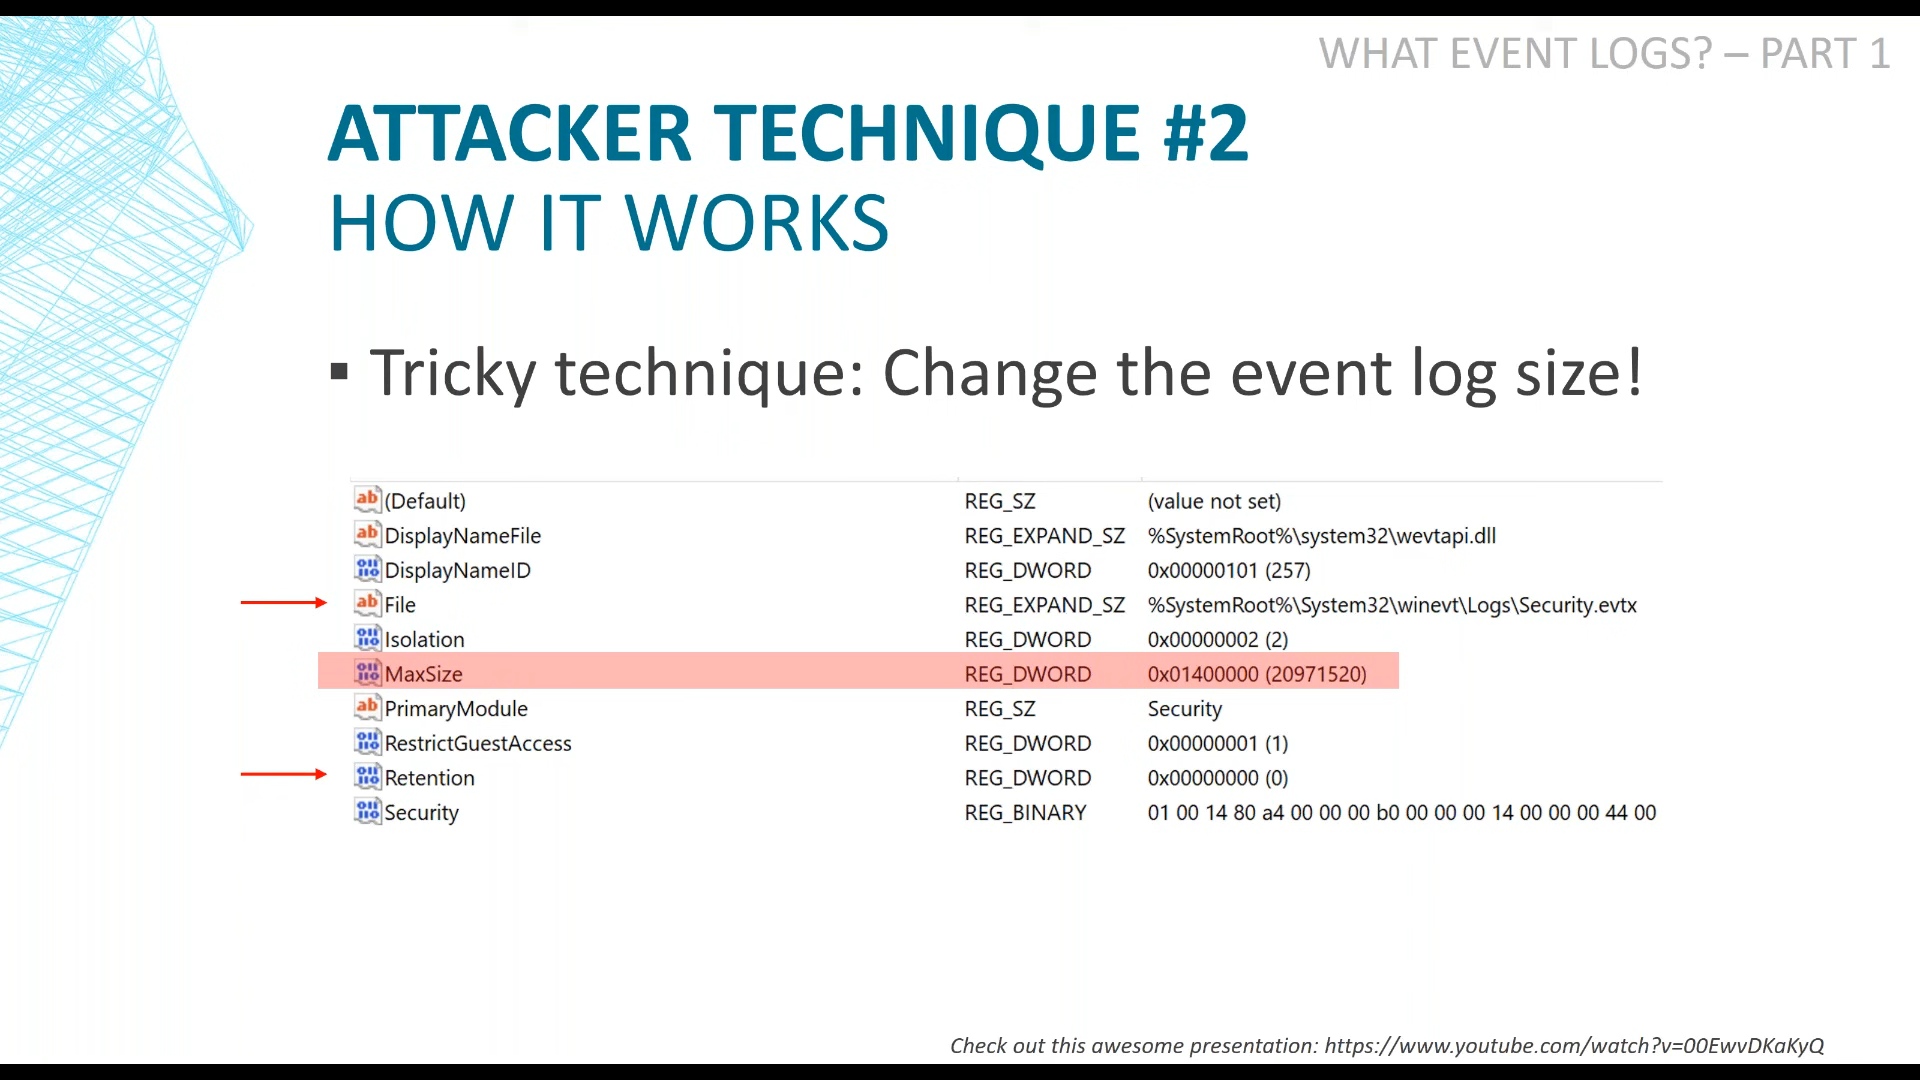 WHAT EVENT LOGS? – PART 1
ATTACKER TECHNIQUE #2
HOW IT WORKS
▪ Tricky technique: Change the event log size!
(Default) REG_SZ (value not set)
DisplayNameFile REG_EXPAND_SZ %SystemRoot%\system32\wevtapi.dll
DisplayNameID REG_DWORD 0x00000101 (257)
File REG_EXPAND_SZ %SystemRoot%\System32\winevt\Logs\Security.evtx
Isolation REG_DWORD 0x00000002 (2)
MaxSize REG_DWORD 0x01400000 (20971520)
PrimaryModule REG_SZ Security
RestrictGuestAccess REG_DWORD 0x00000001 (1)
Retention REG_DWORD 0x00000000 (0)
Security REG_BINARY 01 00 14 80 a4 00 00 00 b0 00 00 00 14 00 00 00 44 00
Check out this awesome presentation: https://www.youtube.com/watch?v=00EwvDKaKyQ